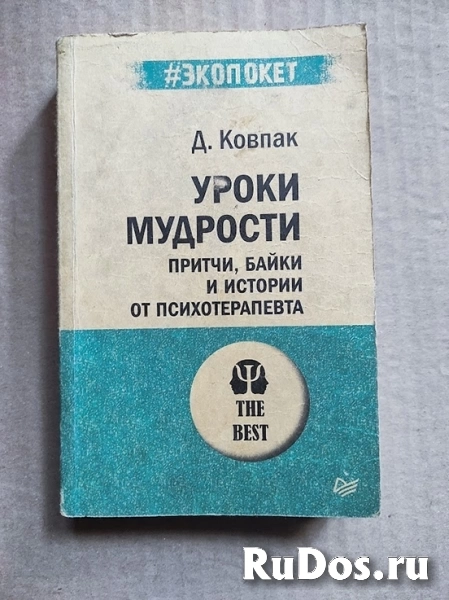 #ЭКОПОКЕТ
Д. Ковпак
УРОКИ
МУДРОСТИ
ПРИТЧИ, БАЙКИ
И ИСТОРИИ
ОТ ПСИХОТЕРАПЕВТА
Ψ
THE
BEST
RuDos.ru